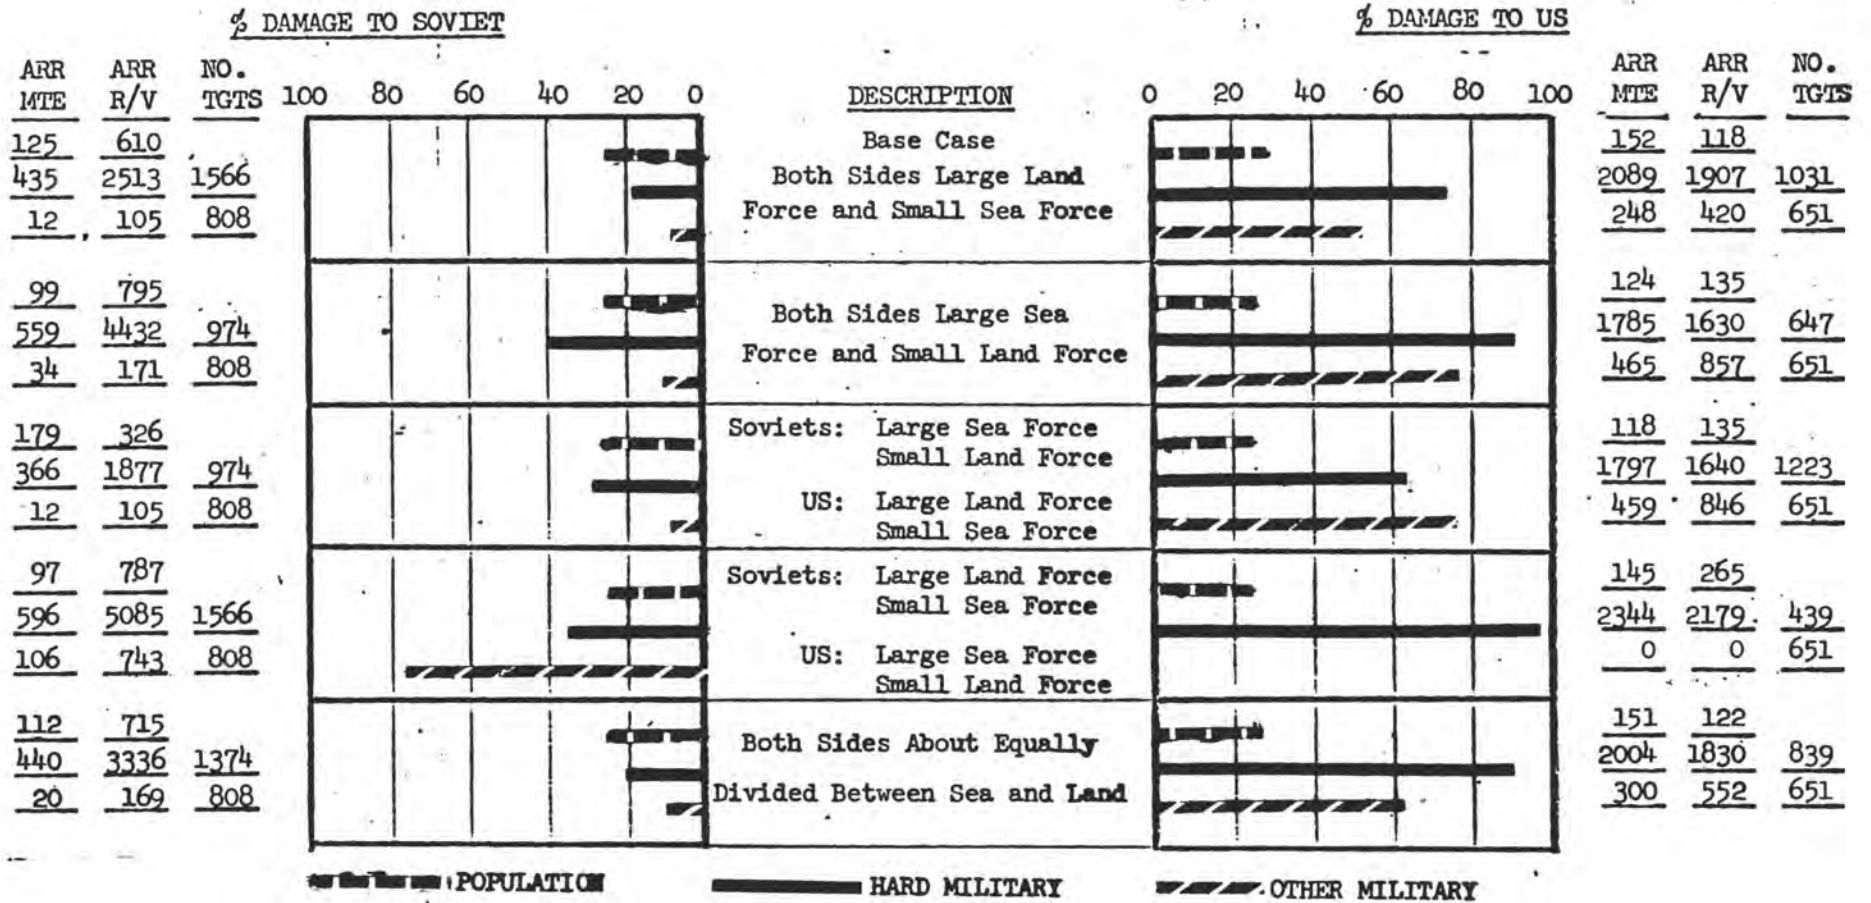 % DAMAGE TO SOVIET % DAMAGE TO US
ARR ARR NO. ARR ARR NO.
MTE R/V TGTS 100 80 60 40 20 0 DESCRIPTION 0 20 40 60 80 100 MTE R/V TGTS
125 610 Base Case 152 118
435 2513 1566 Both Sides Large Land 2089 1907 1031
12 105 808 Force and Small Sea Force 248 420 651
99 795 124 135
559 4432 974 Both Sides Large Sea 1785 1630 647
34 171 808 Force and Small Land Force 465 857 651
179 326 Soviets: Large Sea Force 118 135
366 1877 974 Small Land Force 1797 1640 1223
12 105 808 US: Large Land Force 459 846 651
Small Sea Force
97 787 Soviets: Large Land Force 145 265
596 5085 1566 Small Sea Force 2344 2179 439
106 743 808 US: Large Sea Force 0 0 651
Small Land Force
112 715 151 122
440 3336 1374 Both Sides About Equally 2004 1830 839
20 169 808 Divided Between Sea and Land 300 552 651
POPULATION HARD MILITARY OTHER MILITARY